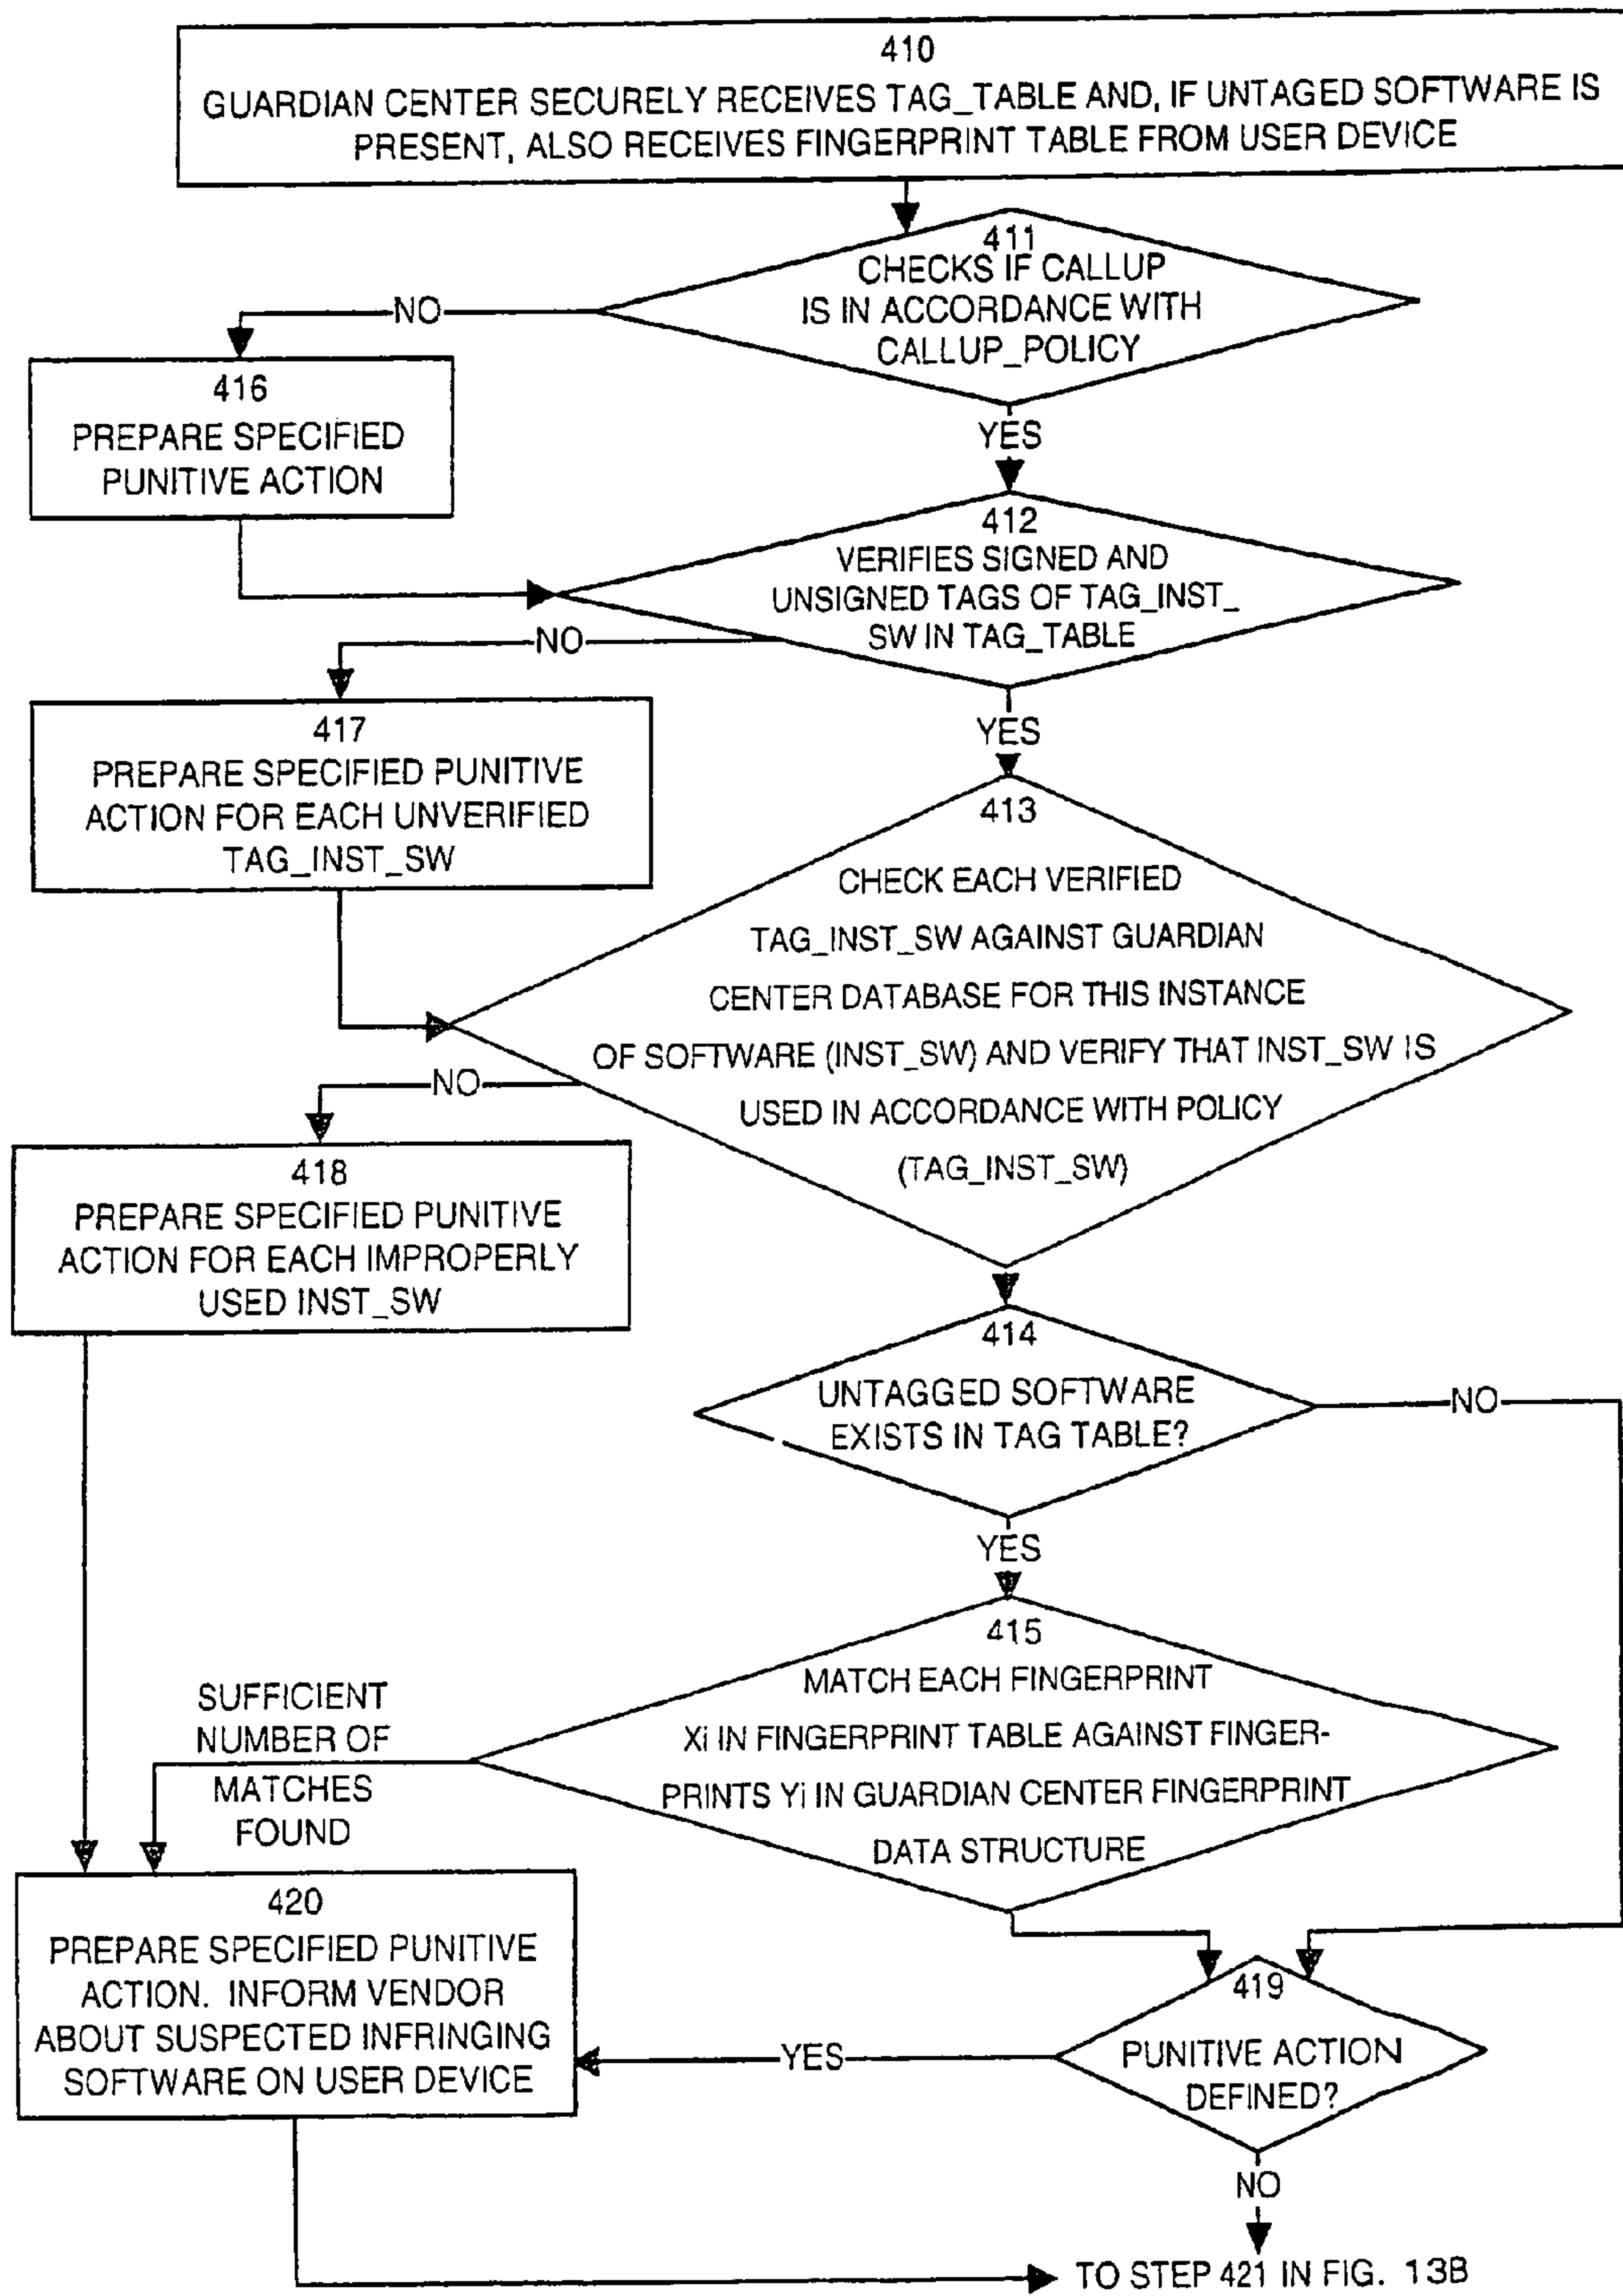 410
GUARDIAN CENTER SECURELY RECEIVES TAG_TABLE AND, IF UNTAGED SOFTWARE IS
PRESENT, ALSO RECEIVES FINGERPRINT TABLE FROM USER DEVICE
411
CHECKS IF CALLUP
IS IN ACCORDANCE WITH
CALLUP_POLICY
NO
YES
416
PREPARE SPECIFIED
PUNITIVE ACTION
412
VERIFIES SIGNED AND
UNSIGNED TAGS OF TAG_INST_
SW IN TAG_TABLE
NO
YES
417
PREPARE SPECIFIED PUNITIVE
ACTION FOR EACH UNVERIFIED
TAG_INST_SW
413
CHECK EACH VERIFIED
TAG_INST_SW AGAINST GUARDIAN
CENTER DATABASE FOR THIS INSTANCE
OF SOFTWARE (INST_SW) AND VERIFY THAT INST_SW IS
USED IN ACCORDANCE WITH POLICY
(TAG_INST_SW)
NO
418
PREPARE SPECIFIED PUNITIVE
ACTION FOR EACH IMPROPERLY
USED INST_SW
414
UNTAGGED SOFTWARE
EXISTS IN TAG TABLE?
NO
YES
415
MATCH EACH FINGERPRINT
Xi IN FINGERPRINT TABLE AGAINST FINGER-
PRINTS Yi IN GUARDIAN CENTER FINGERPRINT
DATA STRUCTURE
SUFFICIENT
NUMBER OF
MATCHES
FOUND
420
PREPARE SPECIFIED PUNITIVE
ACTION. INFORM VENDOR
ABOUT SUSPECTED INFRINGING
SOFTWARE ON USER DEVICE
419
PUNITIVE ACTION
DEFINED?
YES
NO
TO STEP 421 IN FIG. 13B